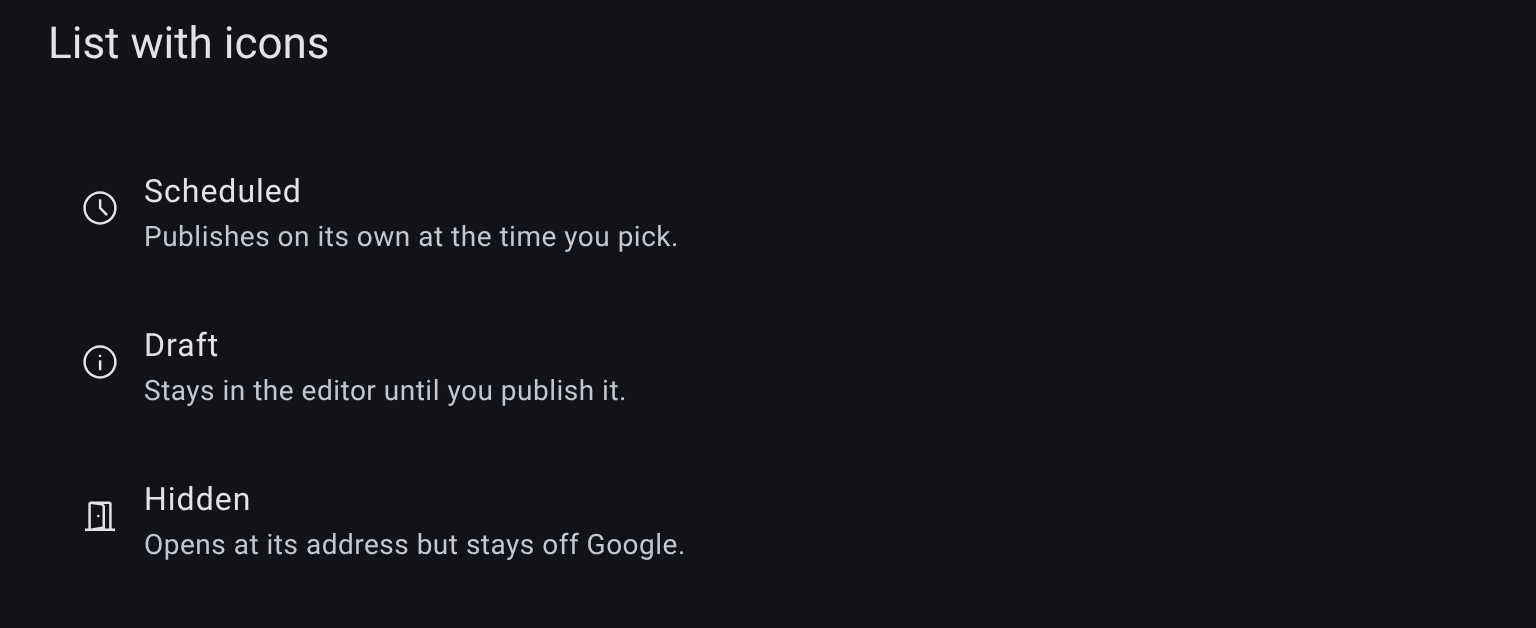 List with icons
Scheduled
Publishes on its own at the time you pick.
Draft
Stays in the editor until you publish it.
Hidden
Opens at its address but stays off Google.